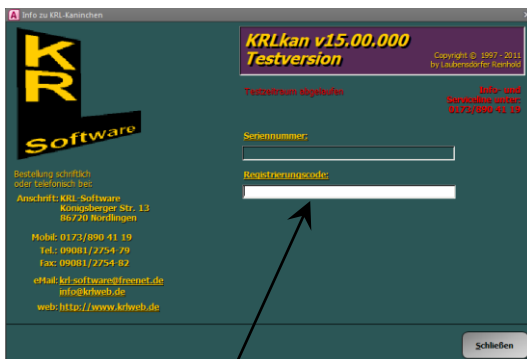 Info zu KRL-Kaninchen
KR
Software
KRLkan v15.00.000
Testversion
Copyright © 1997 - 2011
by Laubensdörfer Reinhold
Testzeitraum abgelaufen
Info- und
Serviceline unter:
0173/890 41 19
Seriennummer:
Registrierungscode:
Bestellung schriftlich
oder telefonisch bei:
Anschrift: KRL-Software
Königsberger Str. 13
86720 Nördlingen
Mobil: 0173/890 41 19
Tel.: 09081/2754-79
Fax: 09081/2754-82
eMail: krl-software@freenet.de
info@krlweb.de
web: http://www.krlweb.de
Schließen